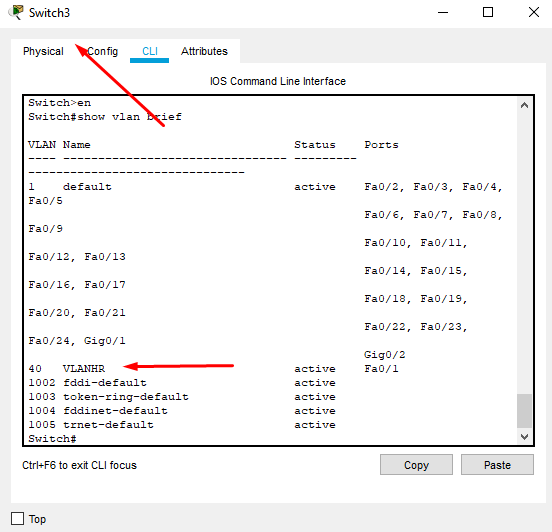 Switch3
Physical Config CLI Attributes
IOS Command Line Interface
Switch>en
Switch#show vlan brief
VLAN Name Status Ports
---- -------------------------------- --------- 
-------------------------------
1 default active Fa0/2, Fa0/3, Fa0/4,
Fa0/5
Fa0/6, Fa0/7, Fa0/8,
Fa0/9
Fa0/10, Fa0/11,
Fa0/12, Fa0/13
Fa0/14, Fa0/15,
Fa0/16, Fa0/17
Fa0/18, Fa0/19,
Fa0/20, Fa0/21
Fa0/22, Fa0/23,
Fa0/24, Gig0/1
Gig0/2
40 VLANHR active Fa0/1
1002 fddi-default active
1003 token-ring-default active
1004 fddinet-default active
1005 trnet-default active
Switch#
Ctrl+F6 to exit CLI focus Copy Paste
Top